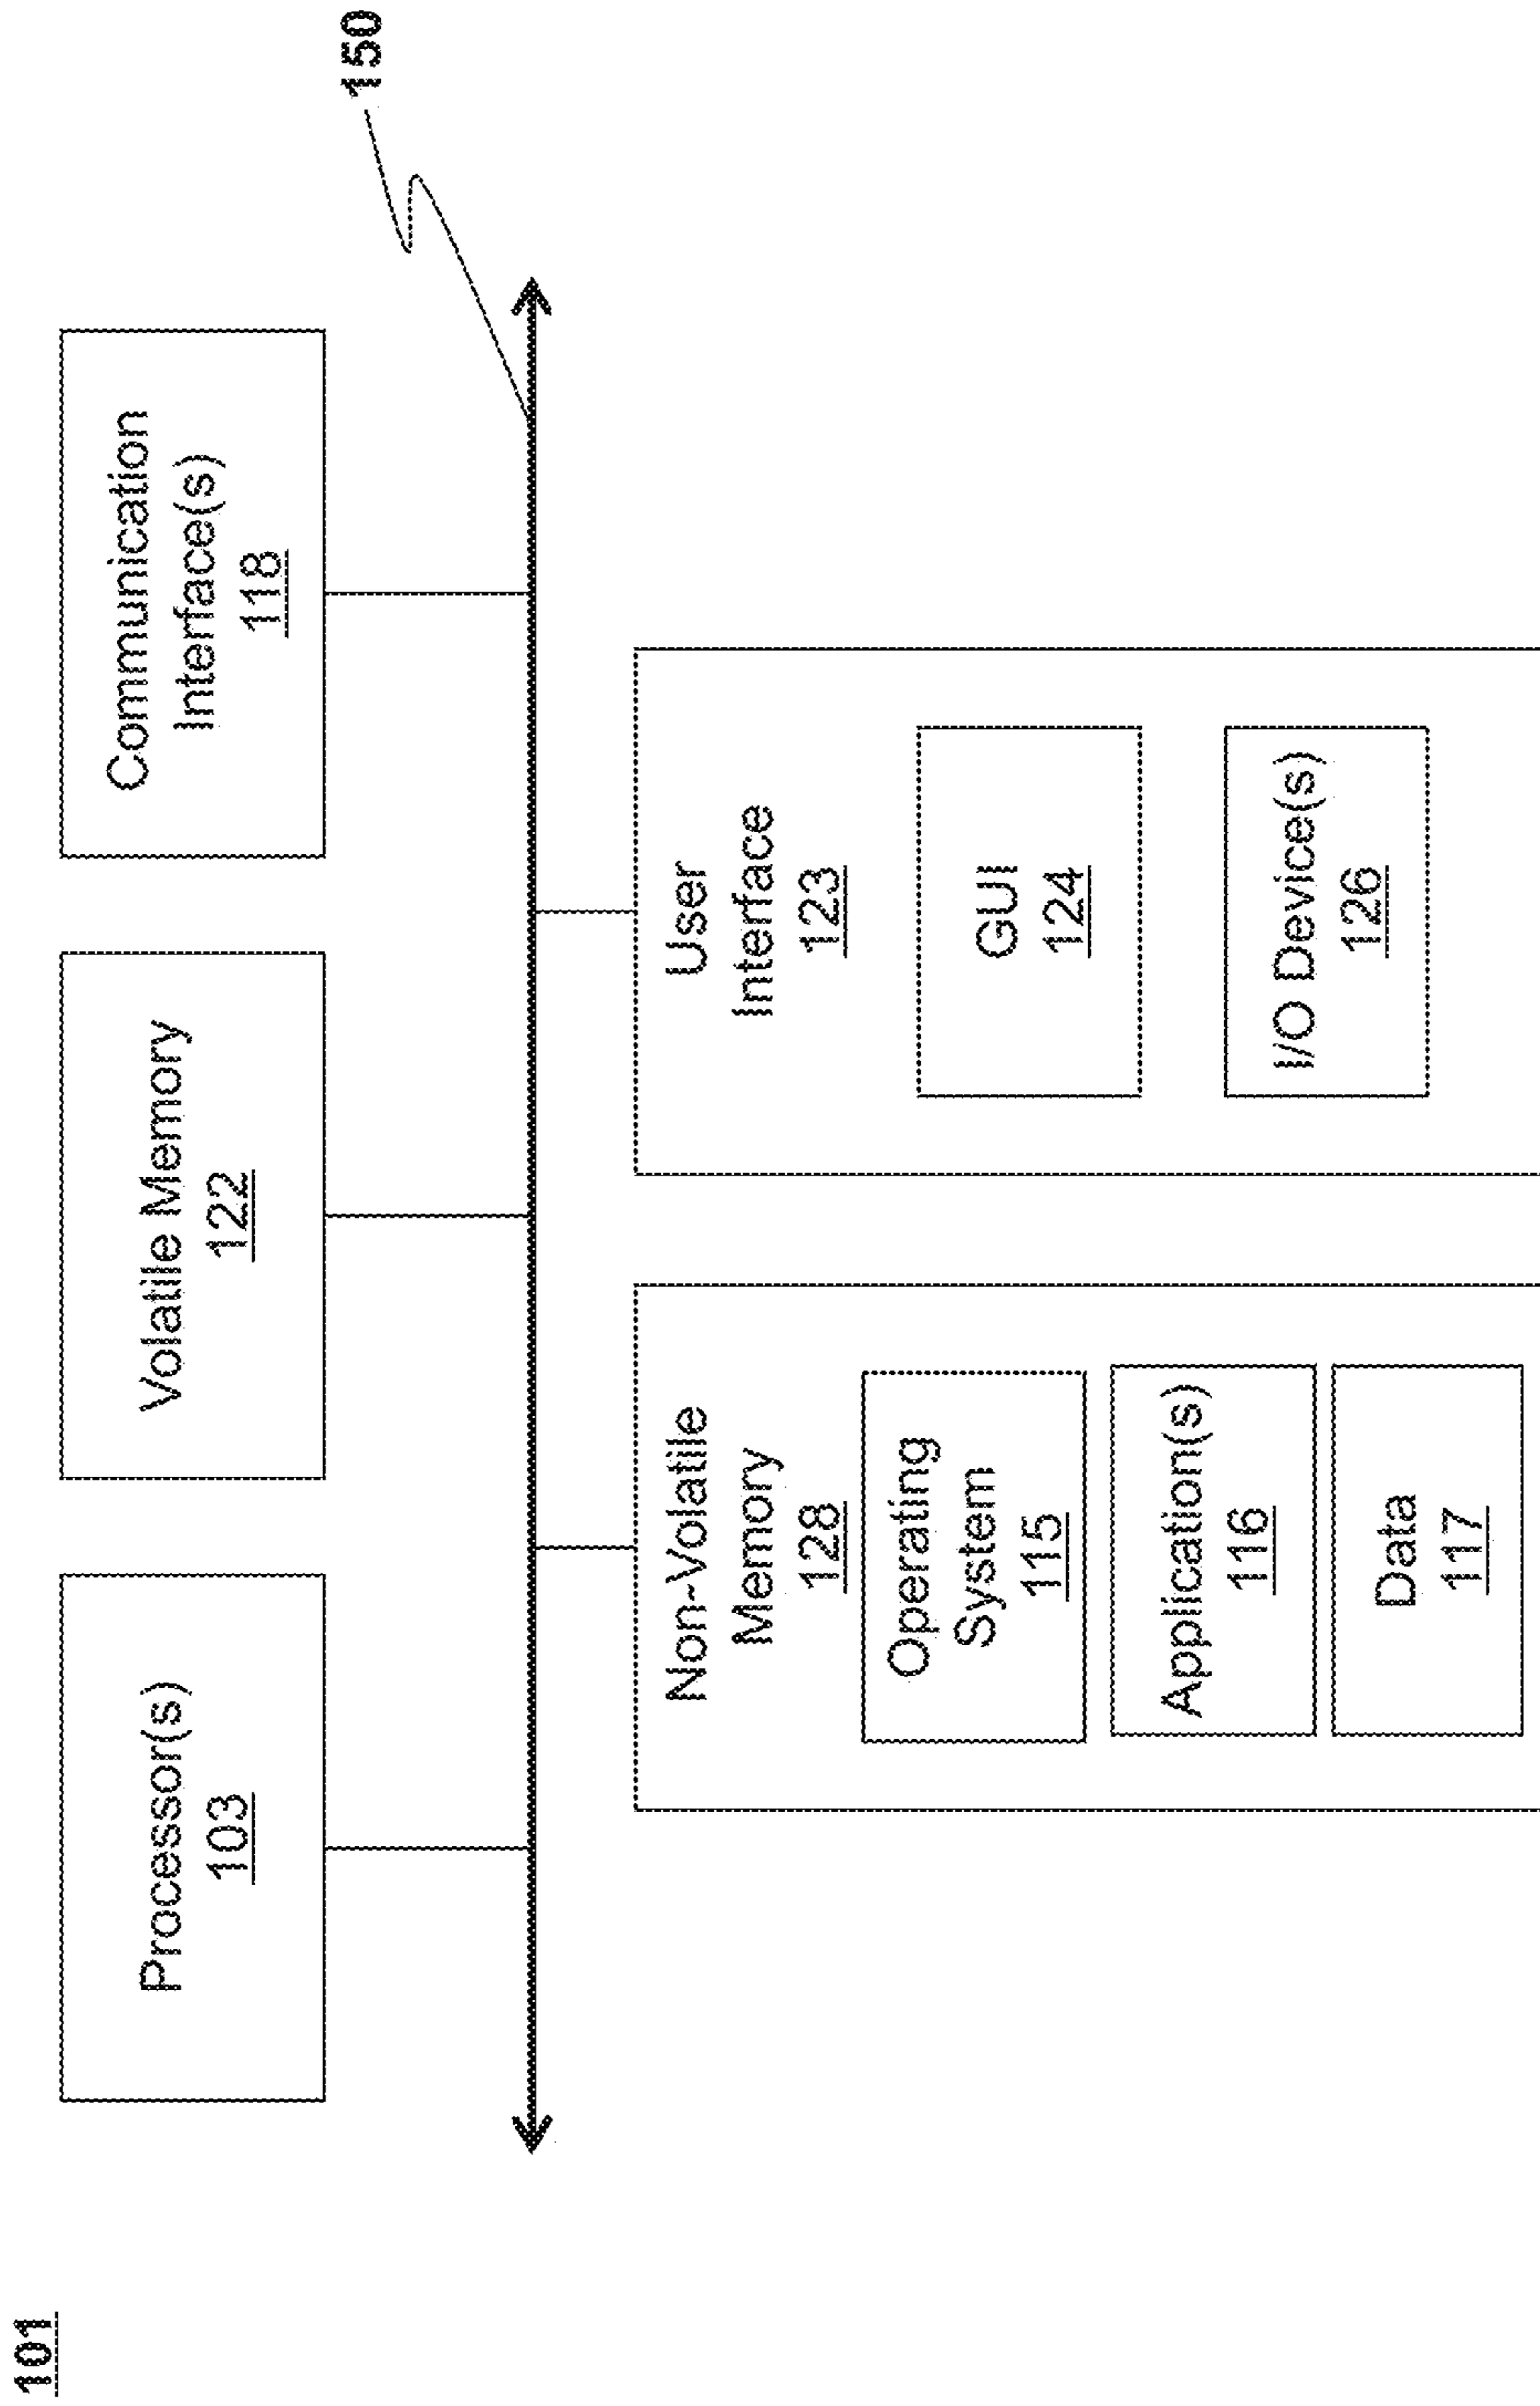 101
Processor(s)
103
Volatile Memory
122
Communication
Interface(s)
118
150
Non-Volatile
Memory
128
Operating
System
115
Application(s)
116
Data
117
User
Interface
123
GUI
124
I/O Device(s)
126